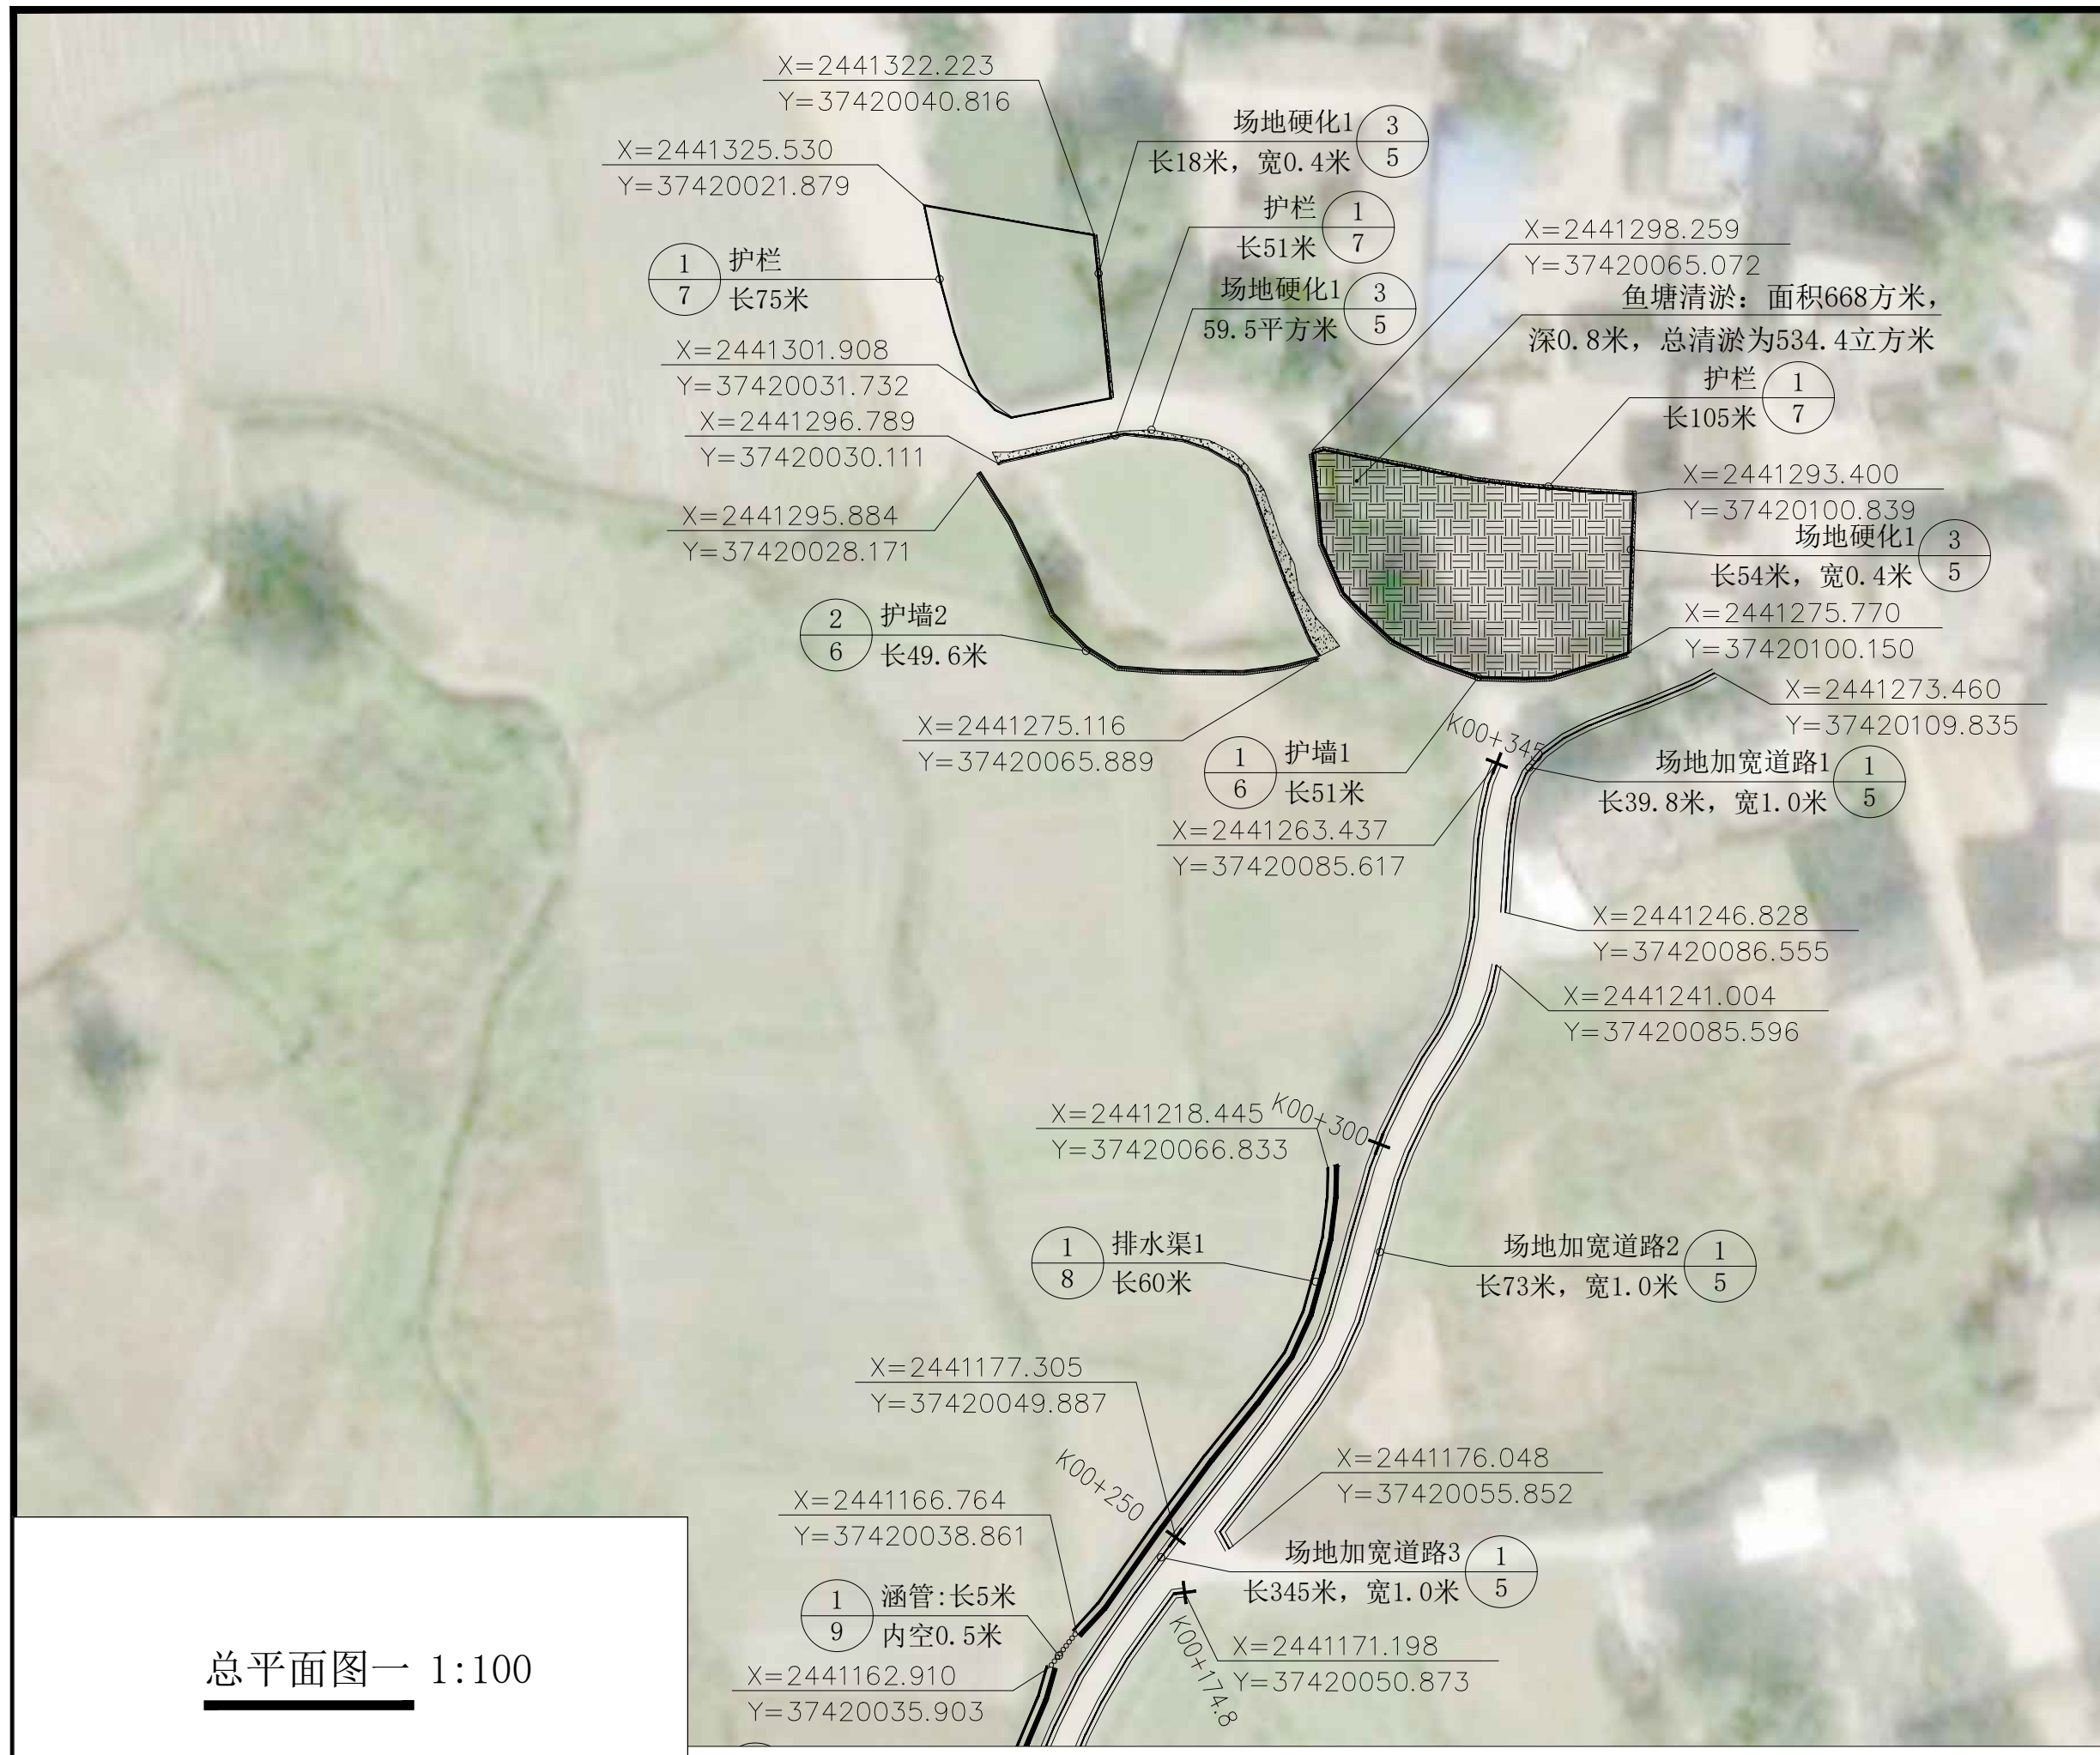 X=2441322.223
Y=37420040.816
场地硬化1
3
长18米，宽0.4米
5
X=2441325.530
Y=37420021.879
护栏
1
长51米
7
X=2441298.259
Y=37420065.072
1
护栏
7
长75米
场地硬化1
3
59.5平方米
5
鱼塘清淤：面积668方米，
深0.8米，总清淤为534.4立方米
X=2441301.908
Y=37420031.732
护栏
1
长105米
7
X=2441296.789
Y=37420030.111
X=2441293.400
Y=37420100.839
X=2441295.884
Y=37420028.171
场地硬化1
3
长54米，宽0.4米
5
2
护墙2
6
长49.6米
X=2441275.770
Y=37420100.150
X=2441273.460
Y=37420109.835
X=2441275.116
Y=37420065.889
K00+345
1
护墙1
6
长51米
场地加宽道路1
1
长39.8米，宽1.0米
5
X=2441263.437
Y=37420085.617
X=2441246.828
Y=37420086.555
X=2441241.004
Y=37420085.596
X=2441218.445
Y=37420066.833
K00+300
1
排水渠1
8
长60米
场地加宽道路2
1
长73米，宽1.0米
5
X=2441177.305
Y=37420049.887
K00+250
X=2441176.048
Y=37420055.852
X=2441166.764
Y=37420038.861
场地加宽道路3
1
长345米，宽1.0米
5
1
涵管:长5米
9
内空0.5米
K00+174.8
X=2441171.198
Y=37420050.873
X=2441162.910
Y=37420035.903
总平面图一 1:100